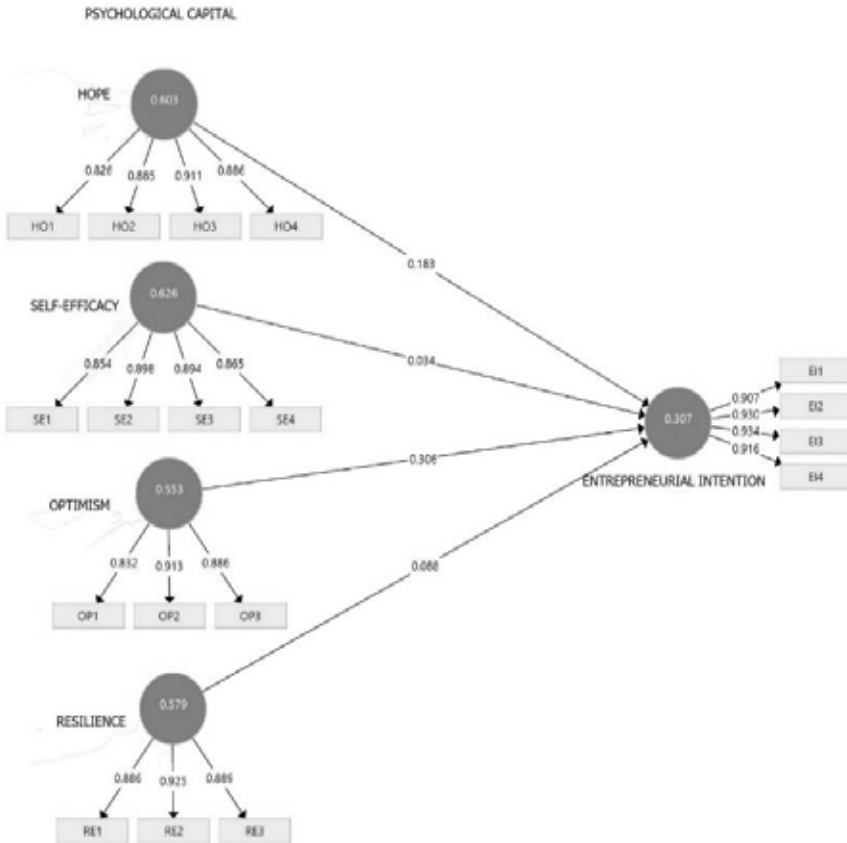 PSYCHOLOGICAL CAPITAL
HOPE
0.603
0.826
0.885
0.911
0.886
HO1
HO2
HO3
HO4
0.183
SELF-EFFICACY
0.626
0.854
0.898
0.894
0.865
SE1
SE2
SE3
SE4
0.034
OPTIMISM
0.553
0.832
0.913
0.886
OP1
OP2
OP3
0.306
RESILIENCE
0.579
0.886
0.925
0.889
RE1
RE2
RE3
0.088
0.307
ENTREPRENEURIAL INTENTION
0.907
0.930
0.934
0.916
EI1
EI2
EI3
EI4